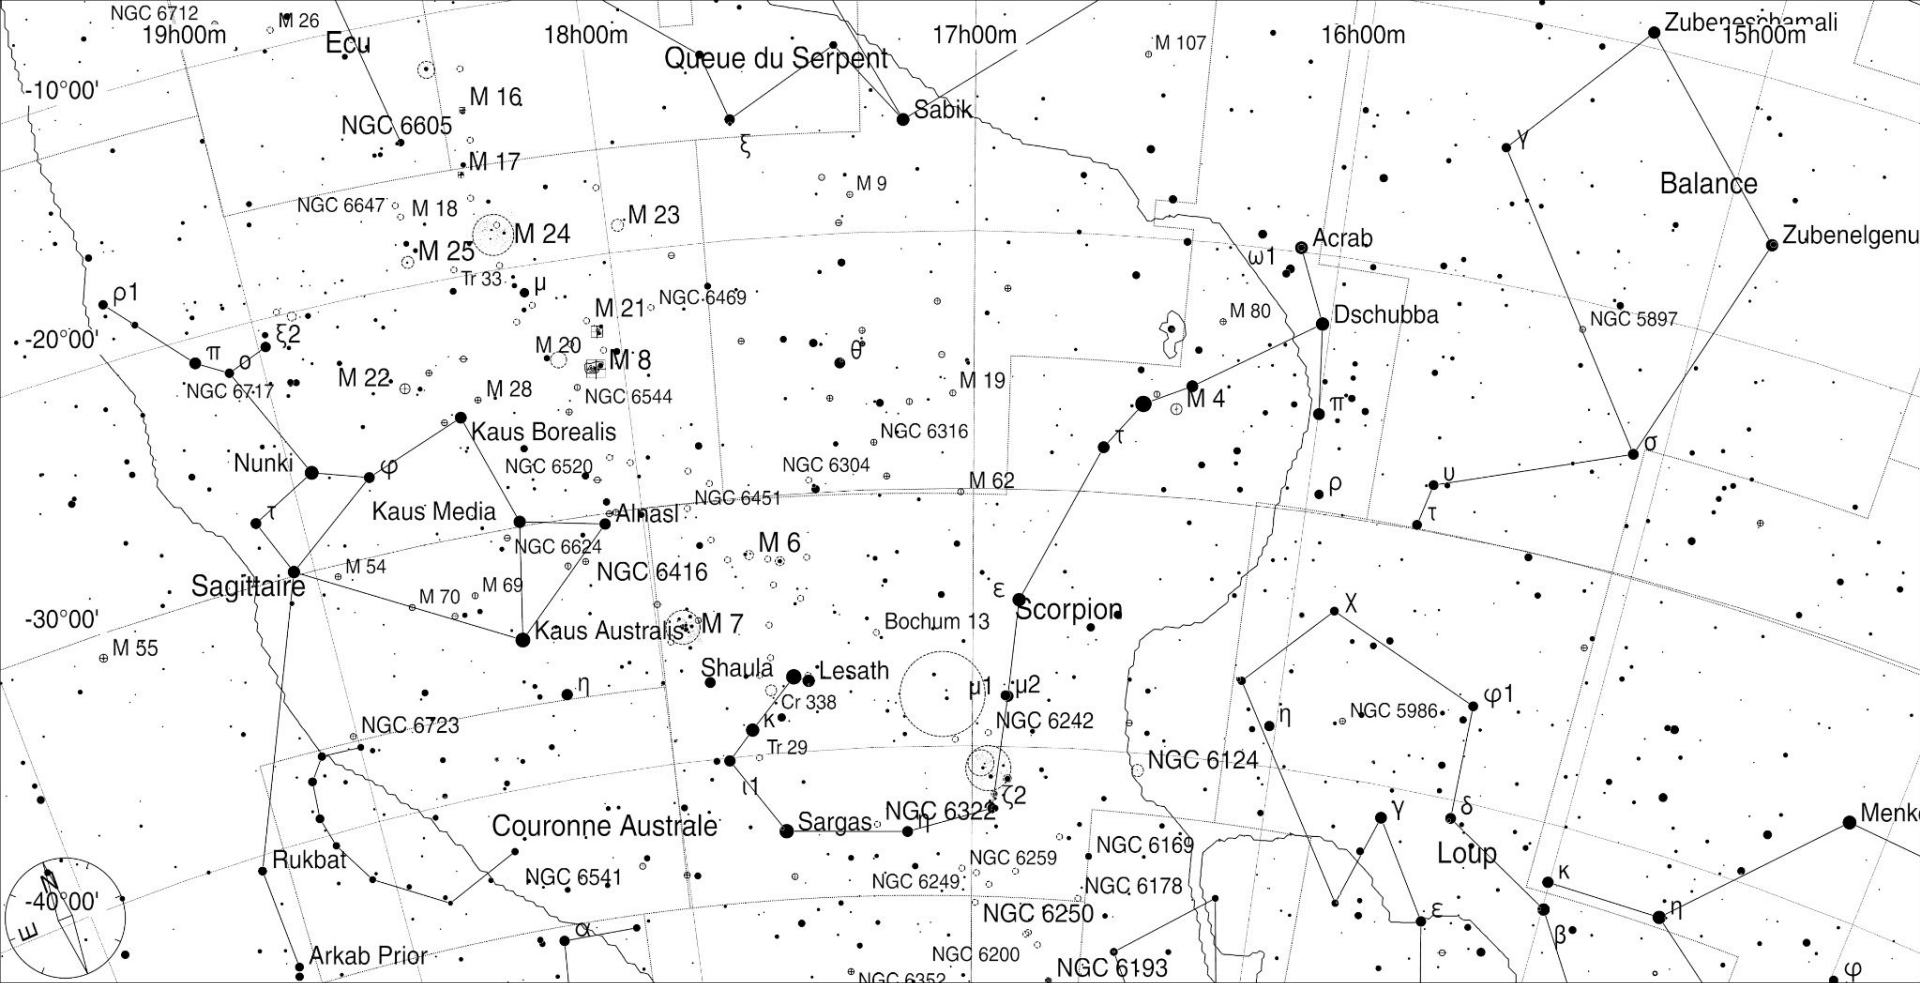 NGC 6712
M 26
19h00m
Ecu
18h00m
Queue du Serpent
17h00m
M 107
16h00m
Zubeneschamali
15h00m
-10°00'
M 16
Sabik
NGC 6605
ξ
γ
M 17
M 9
Balance
NGC 6647
M 18
M 23
M 24
M 25
Acrab
Zubenelgenu
ω1
Tr 33
μ
ρ1
M 21
NGC 6469
M 80
Dschubba
NGC 5897
-20°00'
ξ2
π
ο
M 20
M 8
θ
NGC 6717
M 22
M 28
NGC 6544
M 19
M 4
π
Kaus Borealis
NGC 6316
τ
σ
Nunki
φ
NGC 6520
NGC 6304
M 62
υ
ρ
τ
Kaus Media
NGC 6451
Alnasl
τ
NGC 6624
M 6
M 54
NGC 6416
Sagittaire
M 70
M 69
ε
Scorpion
χ
-30°00'
Kaus Australis
M 7
Bochum 13
M 55
Shaula
Lesath
η
μ1
μ2
φ1
Cr 338
κ
NGC 6242
η
NGC 5986
NGC 6723
Tr 29
NGC 6124
ι1
ζ2
Couronne Australe
Sargas
NGC 6322
η
γ
δ
Menke
NGC 6169
Loup
Rukbat
NGC 6259
NGC 6541
NGC 6249
NGC 6178
κ
N
-40°00'
NGC 6250
ε
η
E
α
β
Arkab Prior
NGC 6200
NGC 6193
NGC 6352
φ